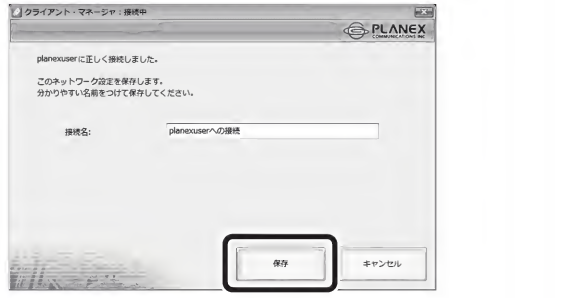 クライアント・マネージャ：接続中
PLANEX
COMMUNICATIONS INC
planexuserに正しく接続しました。
このネットワーク設定を保存します。
分かりやすい名前をつけて保存してください。
接続名:
planexuserへの接続
保存
キャンセル